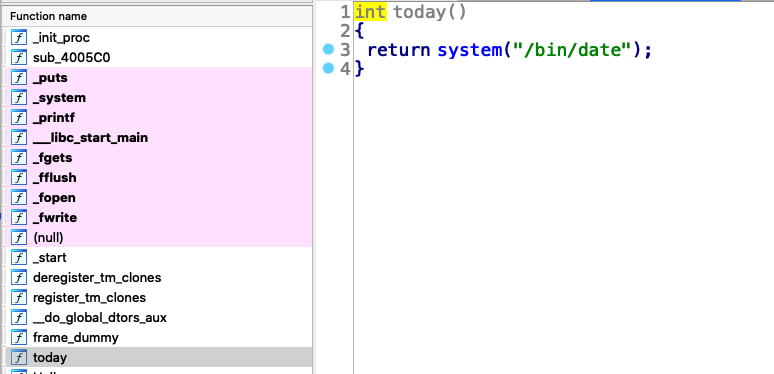 Function name
_init_proc
sub_4005C0
_puts
_system
_printf
___libc_start_main
_fgets
_fflush
_fopen
_fwrite
(null)
_start
deregister_tm_clones
register_tm_clones
__do_global_dtors_aux
frame_dummy
today
1 int today()
2 {
3 return system("/bin/date");
4 }